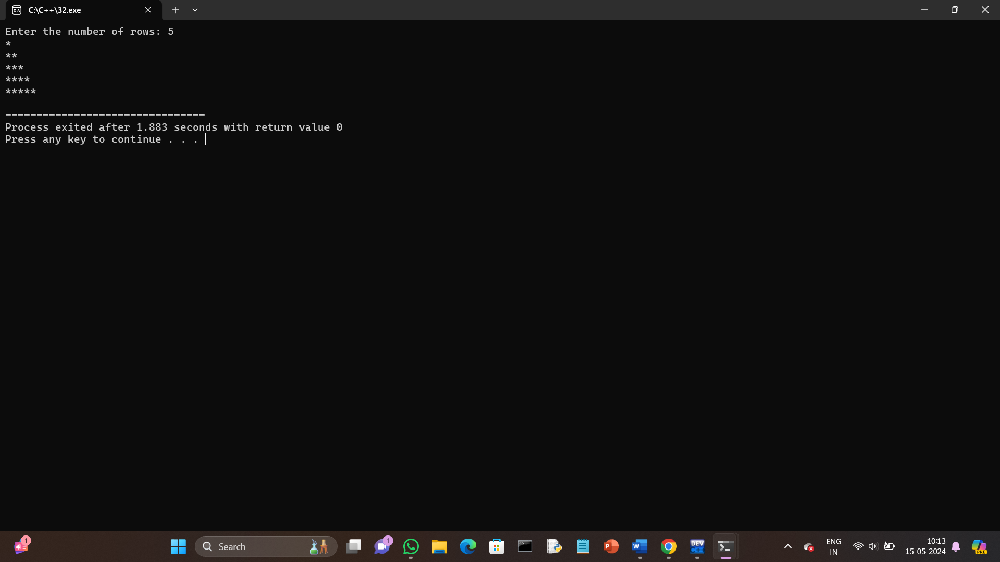 C:\C++\32.exe
Enter the number of rows: 5
*
**
***
****
*****
--------------------------------
Process exited after 1.883 seconds with return value 0
Press any key to continue . . .
1
Search
1
DEV
C++
ENG
IN
10:13
15-05-2024
PRE